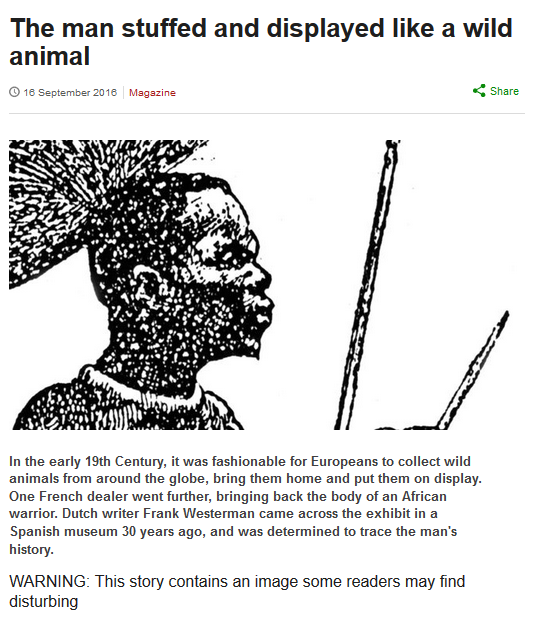 The man stuffed and displayed like a wild
animal
16 September 2016 Magazine
Share
In the early 19th Century, it was fashionable for Europeans to collect wild
animals from around the globe, bring them home and put them on display.
One French dealer went further, bringing back the body of an African
warrior. Dutch writer Frank Westerman came across the exhibit in a
Spanish museum 30 years ago, and was determined to trace the man's
history.
WARNING: This story contains an image some readers may find
disturbing